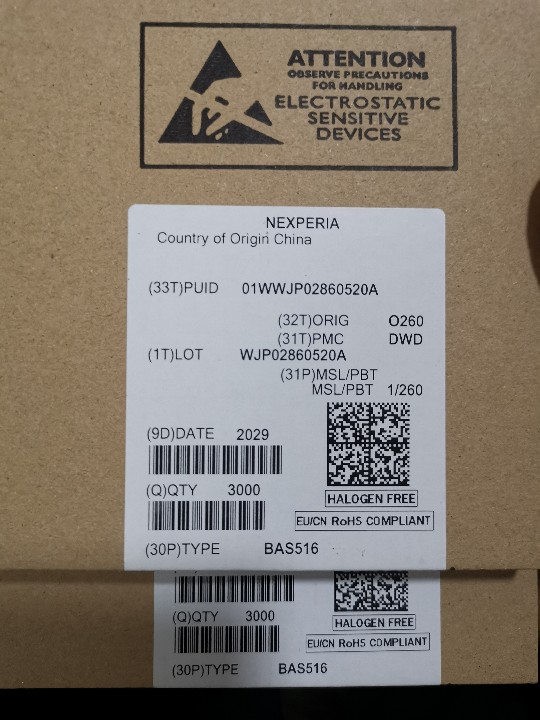 ATTENTION
OBSERVE PRECAUTIONS
FOR HANDLING
ELECTROSTATIC
SENSITIVE
DEVICES
NEXPERIA
Country of Origin China
(33T)PUID 01WWJP02860520A
(32T)ORIG O260
(31T)PMC DWD
(1T)LOT WJP02860520A
(31P)MSL/PBT
MSL/PBT 1/260
(9D)DATE 2029
(Q)QTY 3000
HALOGEN FREE
EU/CN RoHS COMPLIANT
(30P)TYPE BAS516
(Q)QTY 3000
HALOGEN FREE
EU/CN RoHS COMPLIANT
(30P)TYPE BAS516